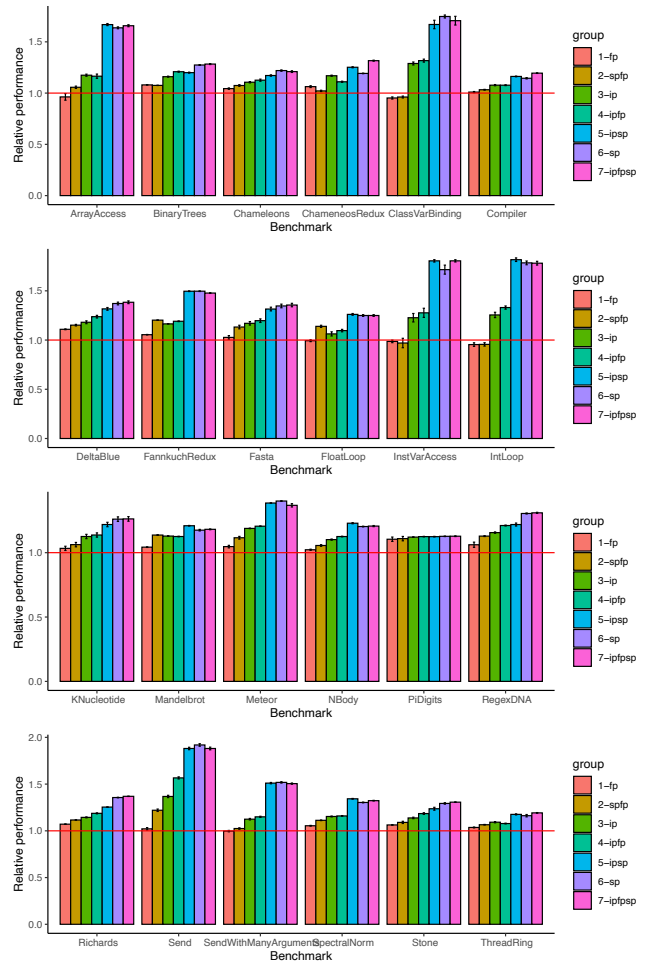 Relative performance
1.5
1.0
0.5
0.0
ArrayAccess BinaryTrees Chameleons ChameneosRedux ClassVarBinding Compiler
Benchmark
group
1−fp
2−spfp
3−ip
4−ipfp
5−ipsp
6−sp
7−ipfpsp
Relative performance
1.5
1.0
0.5
0.0
DeltaBlue FannkuchRedux Fasta FloatLoop InstVarAccess IntLoop
Benchmark
group
1−fp
2−spfp
3−ip
4−ipfp
5−ipsp
6−sp
7−ipfpsp
Relative performance
1.0
0.5
0.0
KNucleotide Mandelbrot Meteor NBody PiDigits RegexDNA
Benchmark
group
1−fp
2−spfp
3−ip
4−ipfp
5−ipsp
6−sp
7−ipfpsp
Relative performance
2.0
1.5
1.0
0.5
0.0
Richards Send SendWithManyArguments SpectralNorm Stone ThreadRing
Benchmark
group
1−fp
2−spfp
3−ip
4−ipfp
5−ipsp
6−sp
7−ipfpsp